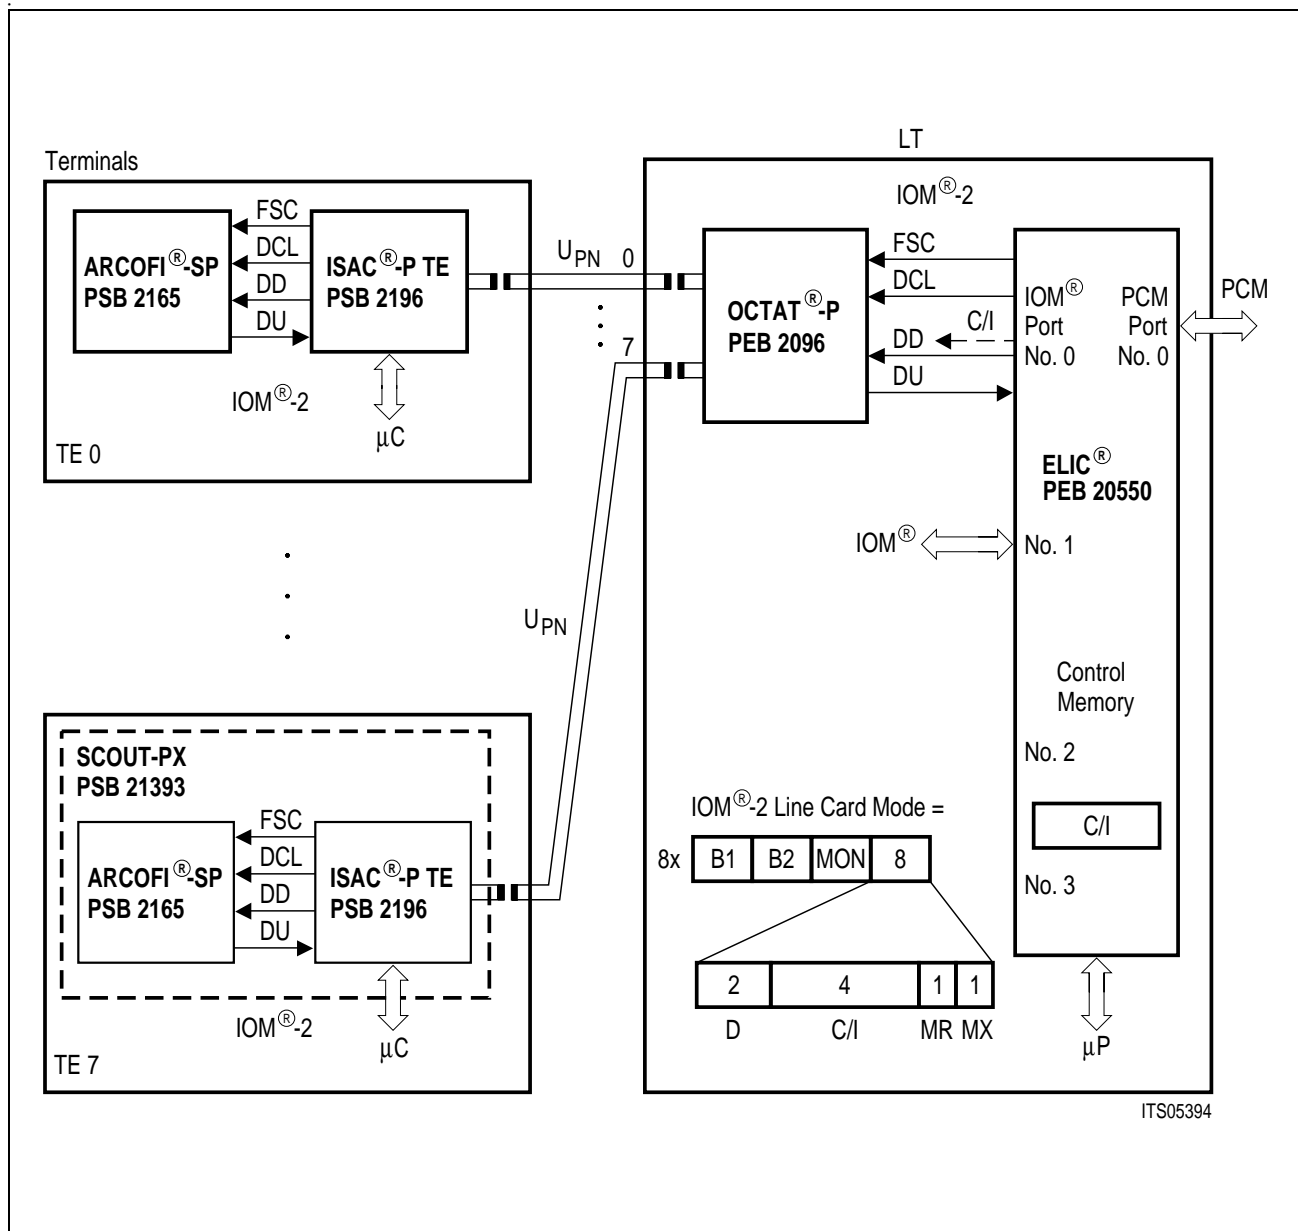 Terminals
FSC
DCL
DD
DU
ARCOFI®-SP
PSB 2165
ISAC®-P TE
PSB 2196
IOM®-2
μC
TE 0
UPN 0
7
UPN
LT
IOM®-2
OCTAT®-P
PEB 2096
FSC
DCL
C/I
DD
DU
IOM®
Port
No. 0
PCM
Port
No. 0
PCM
ELIC®
PEB 20550
IOM®
No. 1
Control
Memory
No. 2
C/I
No. 3
μP
IOM®-2 Line Card Mode =
8x B1 B2 MON 8
2 4 1 1
D C/I MR MX
SCOUT-PX
PSB 21393
FSC
DCL
DD
DU
ARCOFI®-SP
PSB 2165
ISAC®-P TE
PSB 2196
IOM®-2
μC
TE 7
ITS05394